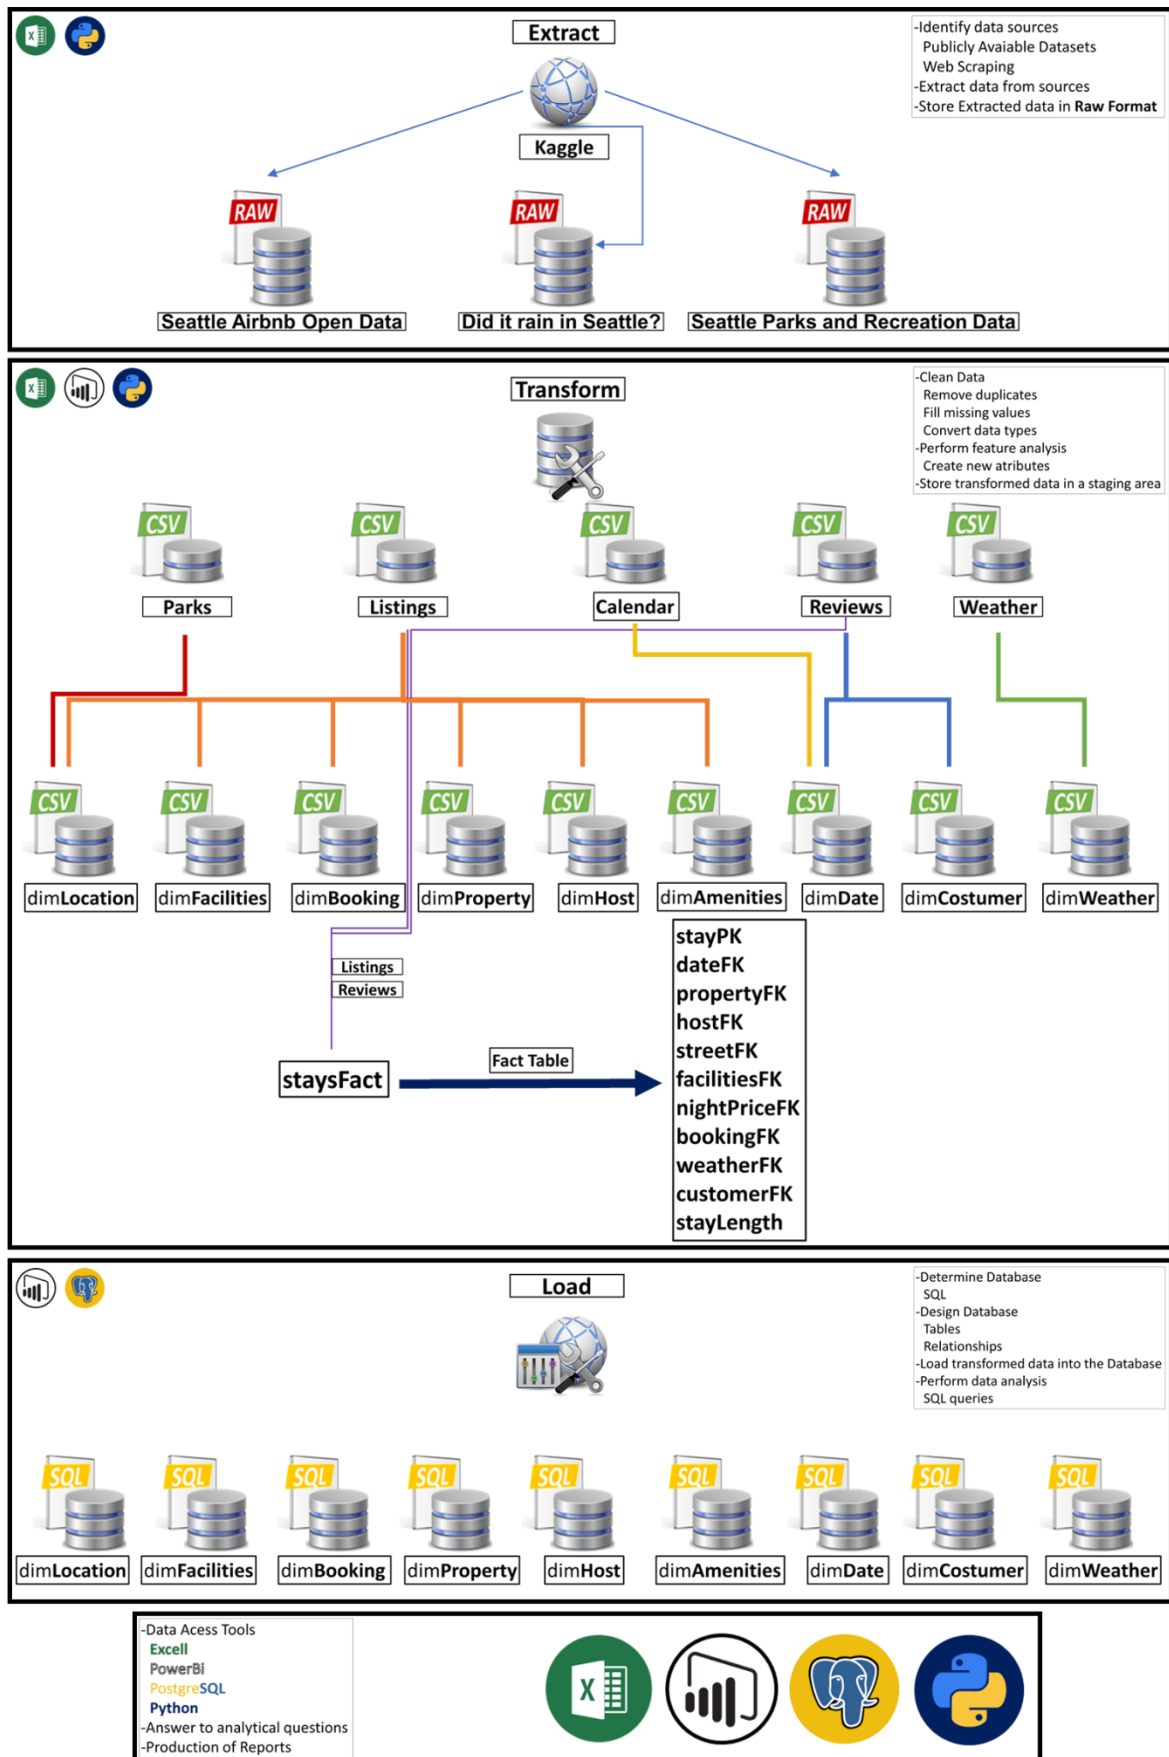 Extract
-Identify data sources
Publicly Avaiable Datasets
Web Scraping
-Extract data from sources
-Store Extracted data in Raw Format
Kaggle
RAW
RAW
RAW
Seattle Airbnb Open Data
Did it rain in Seattle?
Seattle Parks and Recreation Data
Transform
-Clean Data
Remove duplicates
Fill missing values
Convert data types
-Perform feature analysis
Create new atributes
-Store transformed data in a staging area
CSV
CSV
CSV
CSV
CSV
Parks
Listings
Calendar
Reviews
Weather
CSV
CSV
CSV
CSV
CSV
CSV
CSV
CSV
CSV
dimLocation
dimFacilities
dimBooking
dimProperty
dimHost
dimAmenities
dimDate
dimCostumer
dimWeather
Listings
Reviews
staysFact
Fact Table
stayPK
dateFK
propertyFK
hostFK
streetFK
facilitiesFK
nightPriceFK
bookingFK
weatherFK
customerFK
stayLength
Load
-Determine Database
SQL
-Design Database
Tables
Relationships
-Load transformed data into the Database
-Perform data analysis
SQL queries
SQL
SQL
SQL
SQL
SQL
SQL
SQL
SQL
SQL
dimLocation
dimFacilities
dimBooking
dimProperty
dimHost
dimAmenities
dimDate
dimCostumer
dimWeather
-Data Acess Tools
Excell
PowerBi
PostgreSQL
Python
-Answer to analytical questions
-Production of Reports
X